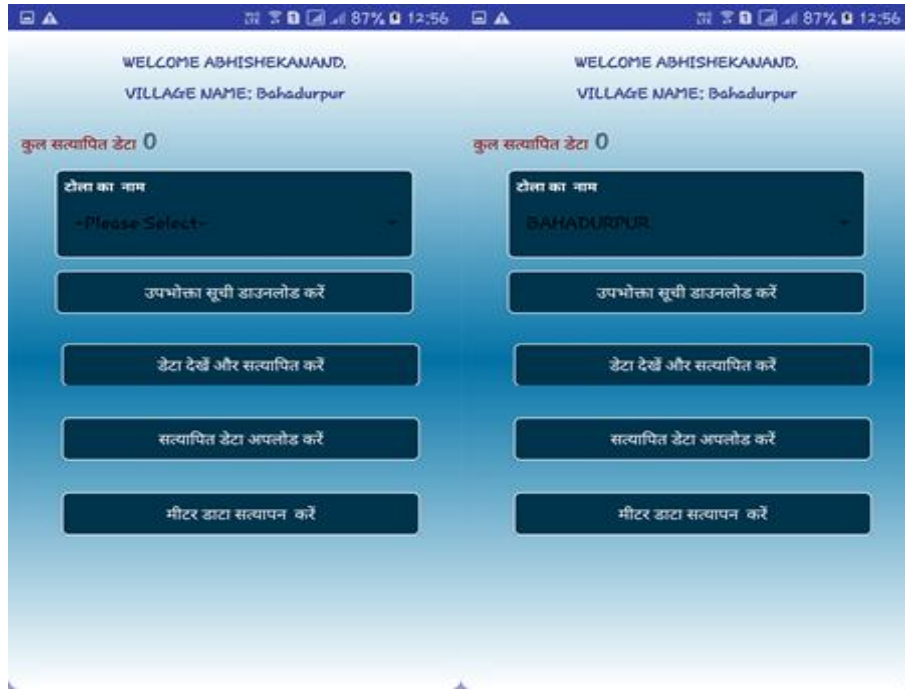 87% 12:56
WELCOME ABHISHEKANAND,
VILLAGE NAME: Bahadurpur
कुल सत्यापित डेटा 0
टोला का नाम
-Please Select-
उपभोक्ता सूची डाउनलोड करें
डेटा देखें और सत्यापित करें
सत्यापित डेटा अपलोड करें
मीटर डाटा सत्यापन करें
87% 12:56
WELCOME ABHISHEKANAND,
VILLAGE NAME: Bahadurpur
कुल सत्यापित डेटा 0
टोला का नाम
BAHADURPUR
उपभोक्ता सूची डाउनलोड करें
डेटा देखें और सत्यापित करें
सत्यापित डेटा अपलोड करें
मीटर डाटा सत्यापन करें